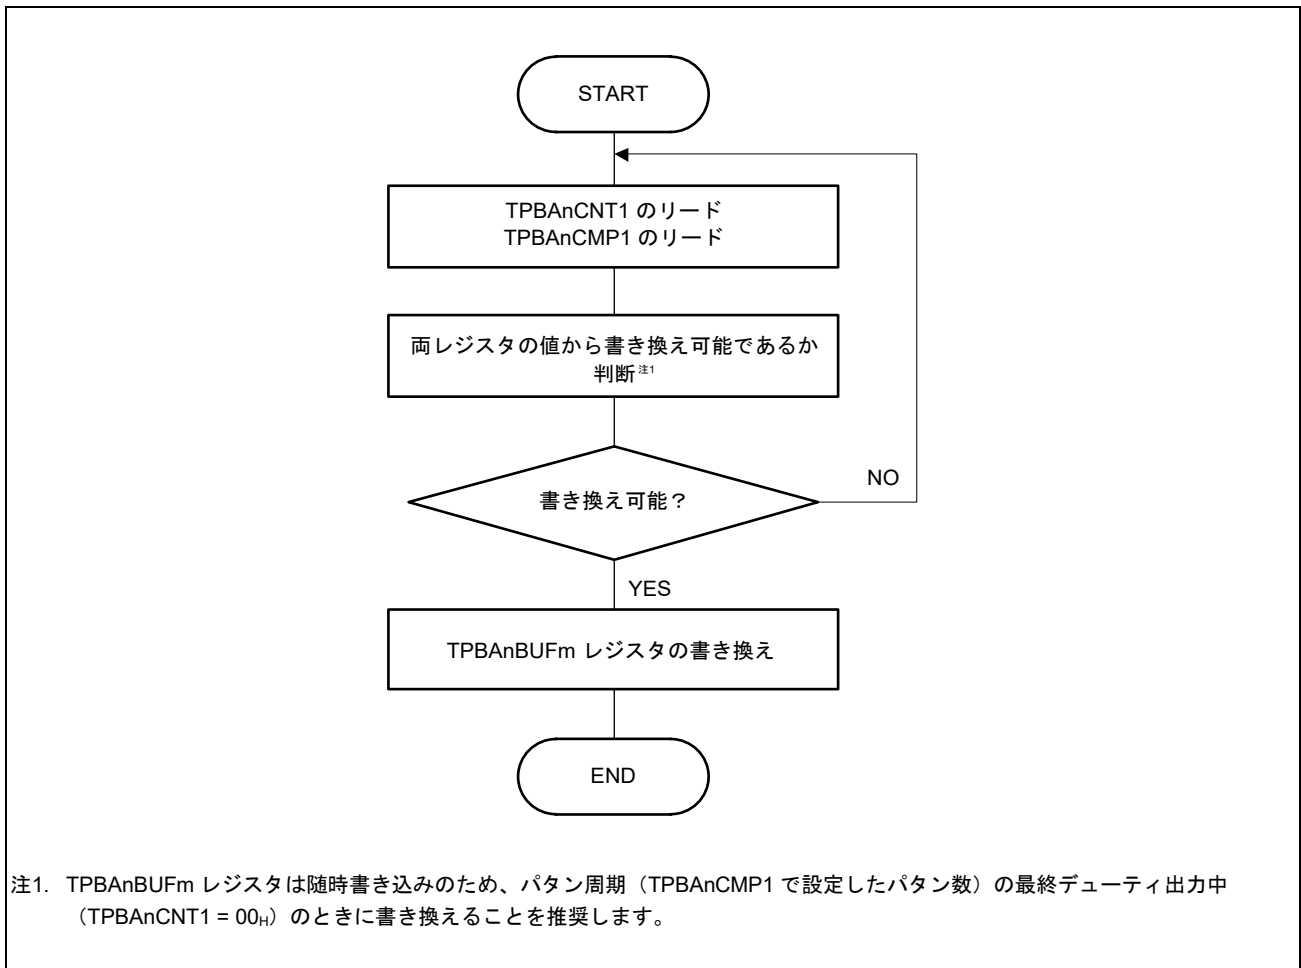 START
TPBAnCNT1 のリード
TPBAnCMP1 のリード
両レジスタの値から書き換え可能であるか
判断注1
書き換え可能？
NO
YES
TPBAnBUFm レジスタの書き換え
END
注1. TPBAnBUFm レジスタは随時書き込みのため、パタン周期（TPBAnCMP1 で設定したパタン数）の最終デューティ出力中
（TPBAnCNT1 = 00H）のときに書き換えることを推奨します。